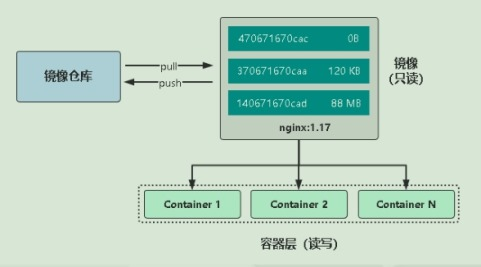 470671670cac 0B
镜像仓库
pull
push
370671670caa 120 KB
镜像
(只读)
140671670cad 88 MB
nginx:1.17
Container 1
Container 2
Container N
容器层（读写）